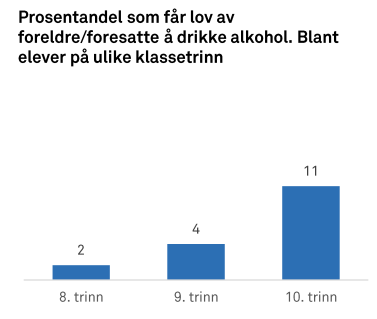 Prosentandel som får lov av
foreldre/foresatte å drikke alkohol. Blant
elever på ulike klassetrinn
2
4
11
8. trinn
9. trinn
10. trinn